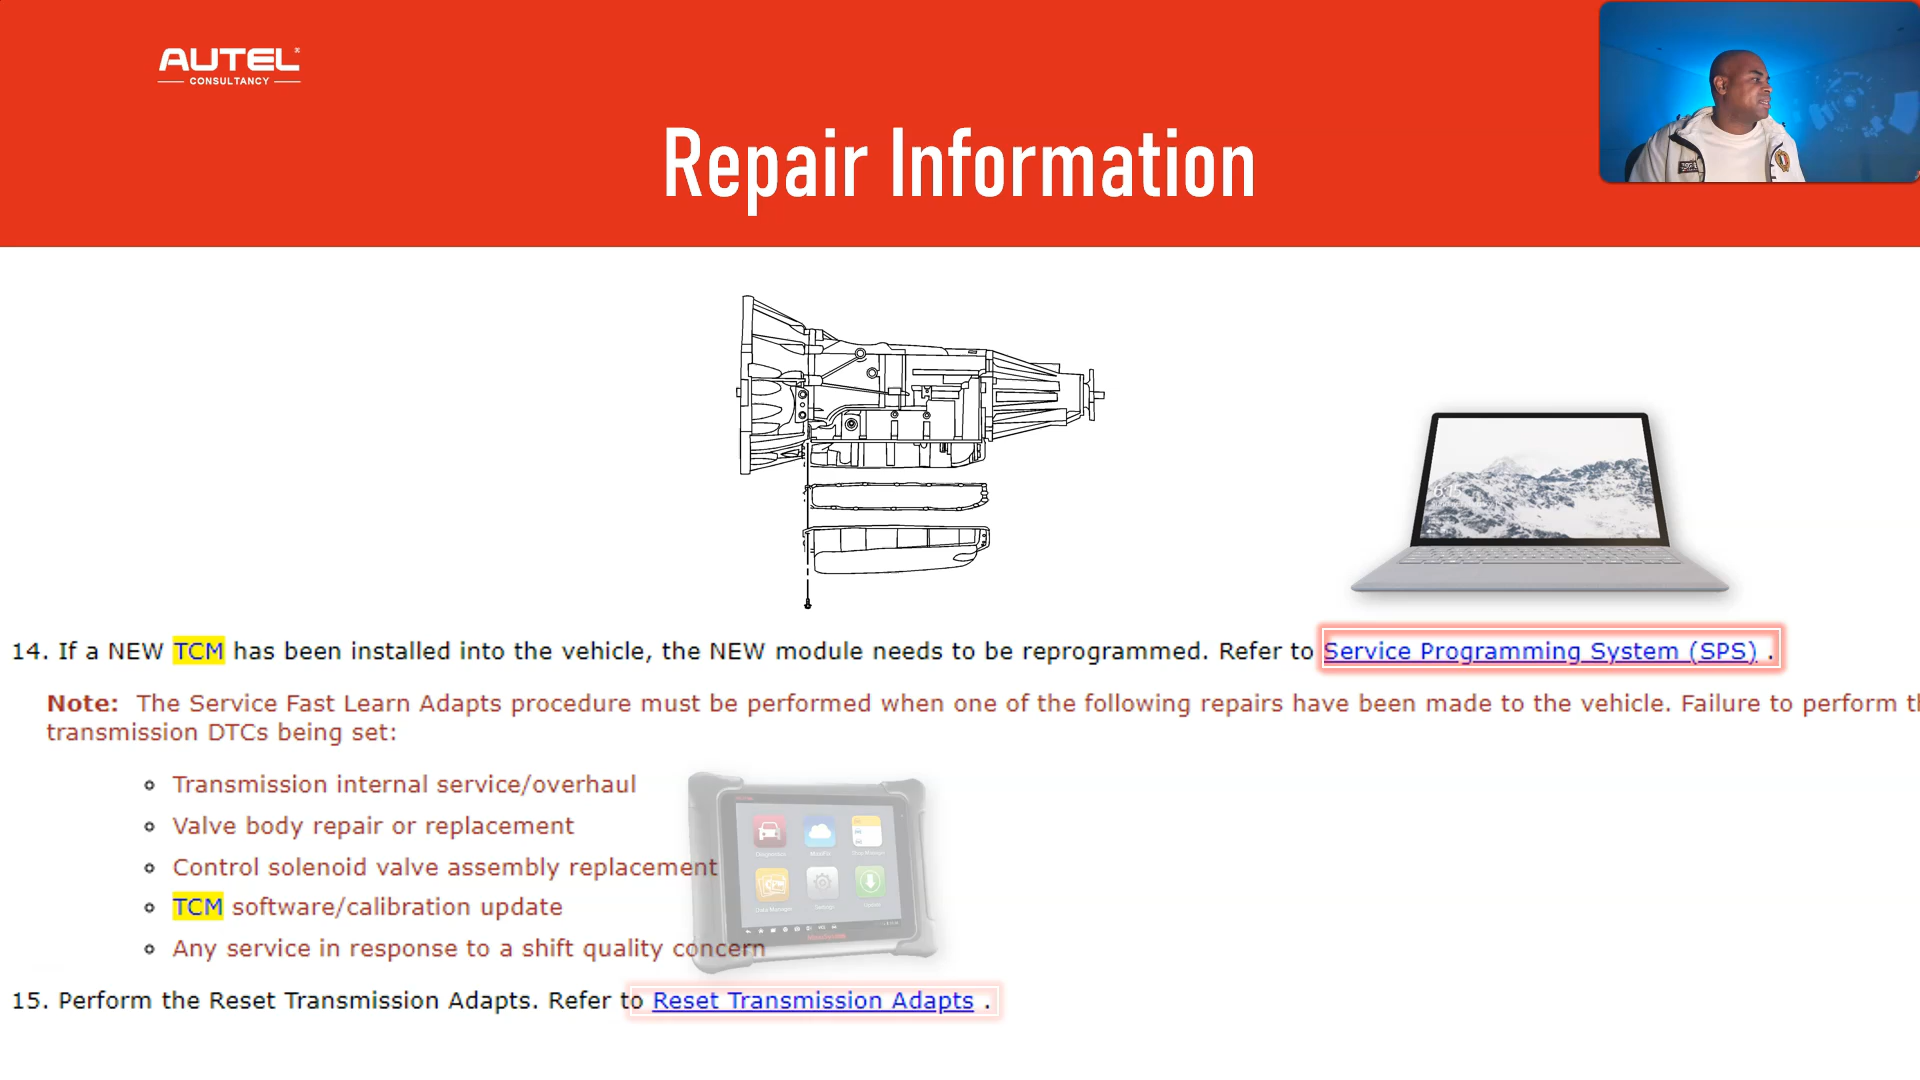 AUTEL
CONSULTANCY
Repair Information
14. If a NEW TCM has been installed into the vehicle, the NEW module needs to be reprogrammed. Refer to Service Programming System (SPS) .
Note: The Service Fast Learn Adapts procedure must be performed when one of the following repairs have been made to the vehicle. Failure to perform
transmission DTCs being set:
Transmission internal service/overhaul
Valve body repair or replacement
Control solenoid valve assembly replacement
TCM software/calibration update
Any service in response to a shift quality concern
15. Perform the Reset Transmission Adapts. Refer to Reset Transmission Adapts .